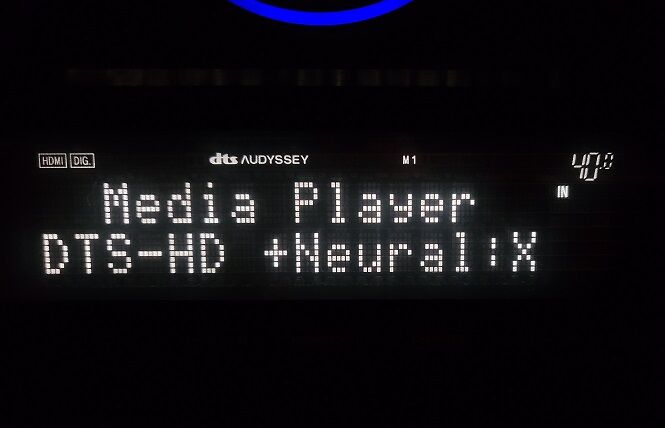 HDMI DIG. dts AUDYSSEY M1 40.0
IN
Media Player
DTS-HD +Neural:X